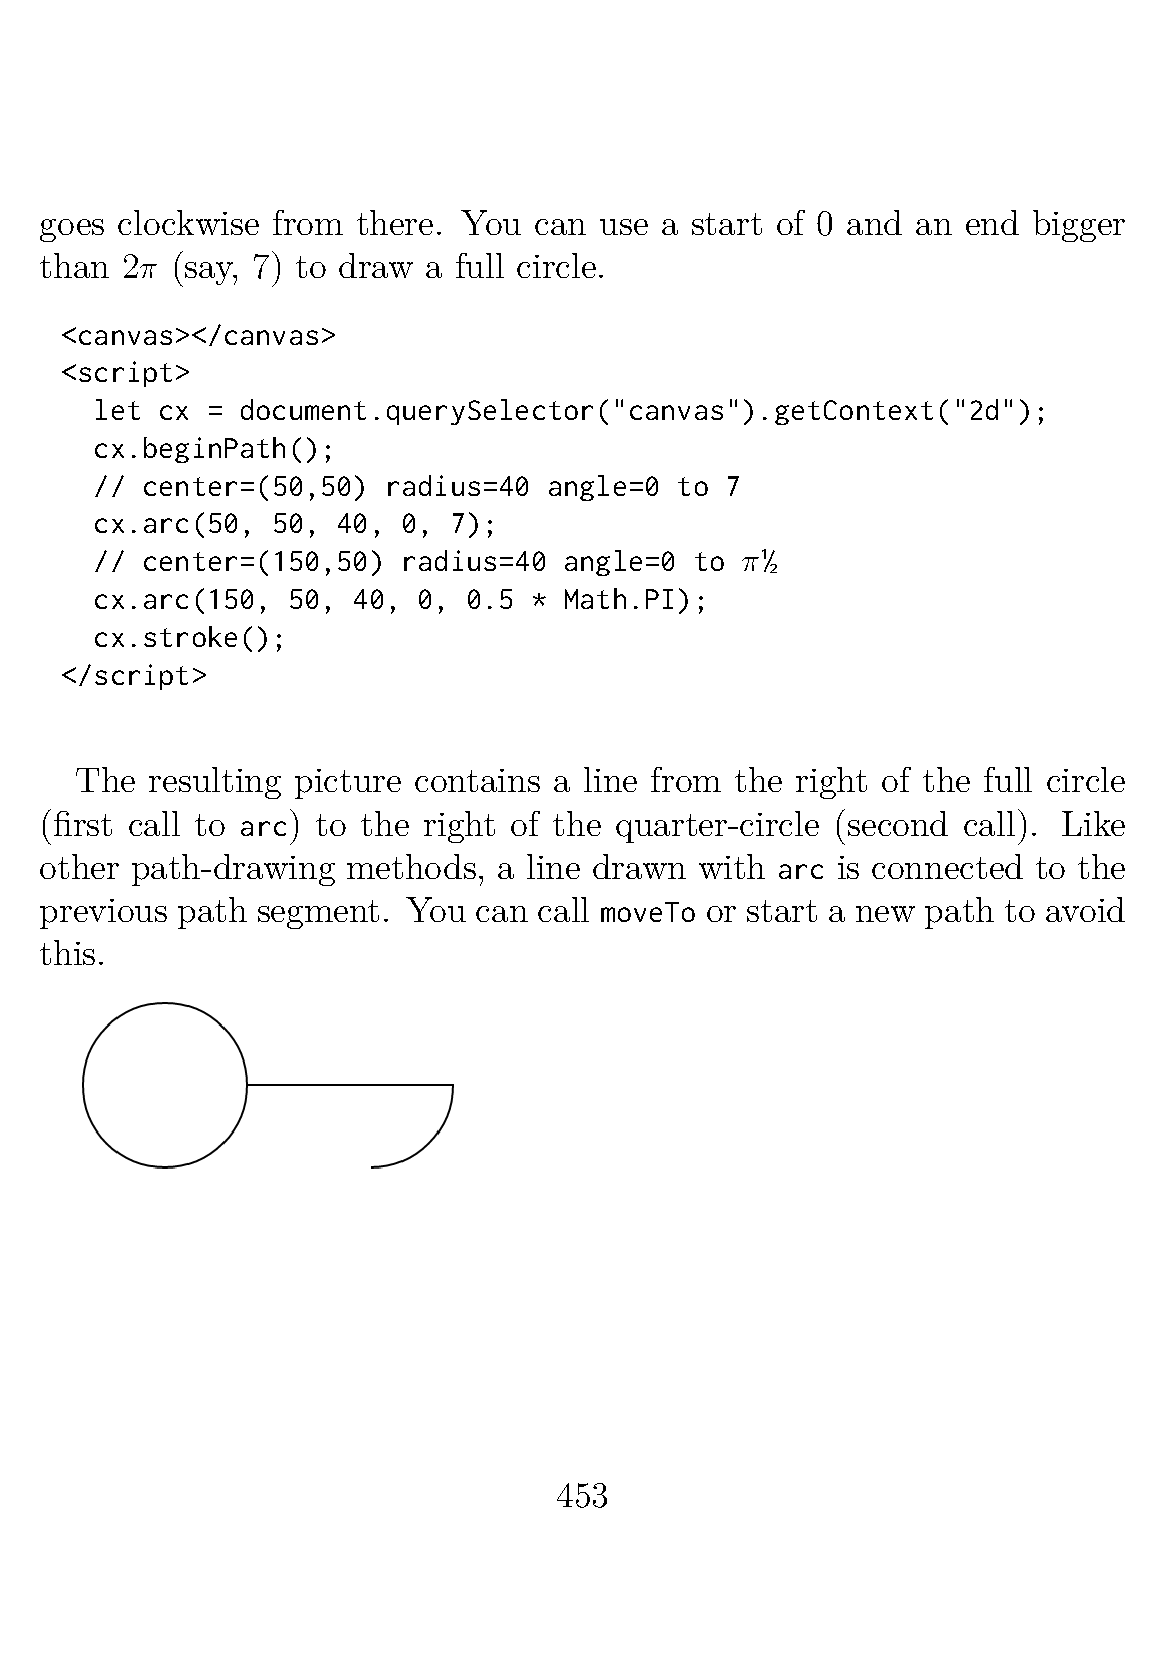 goes clockwise from there. You can use a start of 0 and an end bigger
than 2π (say, 7) to draw a full circle.
<canvas></canvas>
<script>
  let cx = document.querySelector("canvas").getContext("2d");
  cx.beginPath();
  // center=(50,50) radius=40 angle=0 to 7
  cx.arc(50, 50, 40, 0, 7);
  // center=(150,50) radius=40 angle=0 to π½
  cx.arc(150, 50, 40, 0, 0.5 * Math.PI);
  cx.stroke();
</script>
The resulting picture contains a line from the right of the full circle
(first call to arc) to the right of the quarter-circle (second call). Like
other path-drawing methods, a line drawn with arc is connected to the
previous path segment. You can call moveTo or start a new path to avoid
this.
453